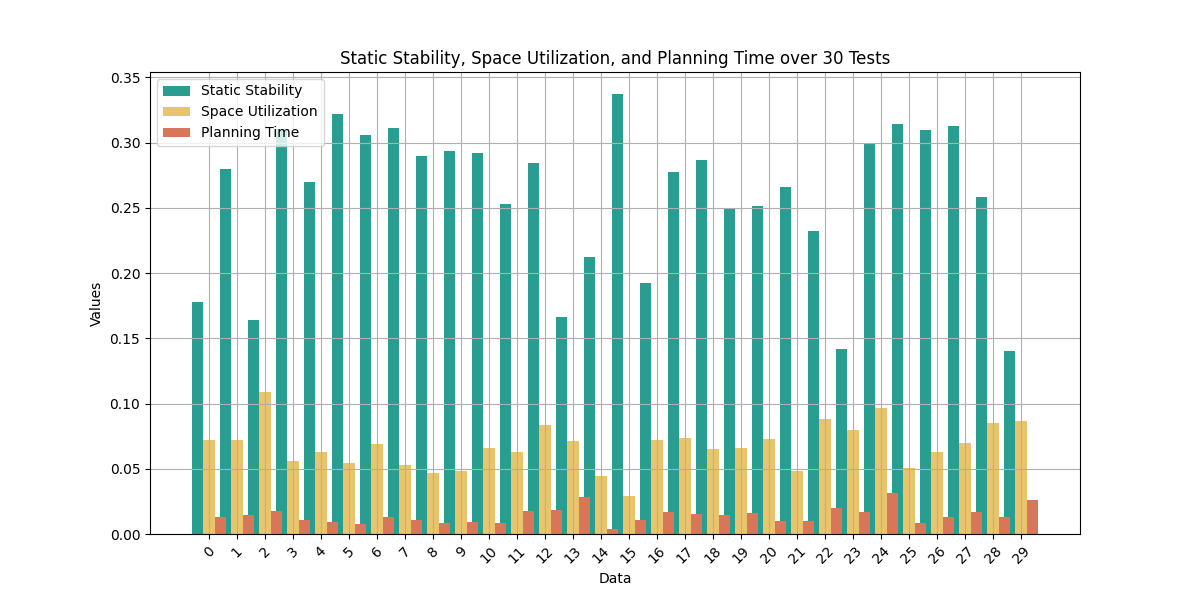 Static Stability, Space Utilization, and Planning Time over 30 Tests
0.35
0.30
0.25
0.20
0.15
0.10
0.05
0.00
Values
Static Stability
Space Utilization
Planning Time
0 1 2 3 4 5 6 7 8 9 10 11 12 13 14 15 16 17 18 19 20 21 22 23 24 25 26 27 28 29
Data